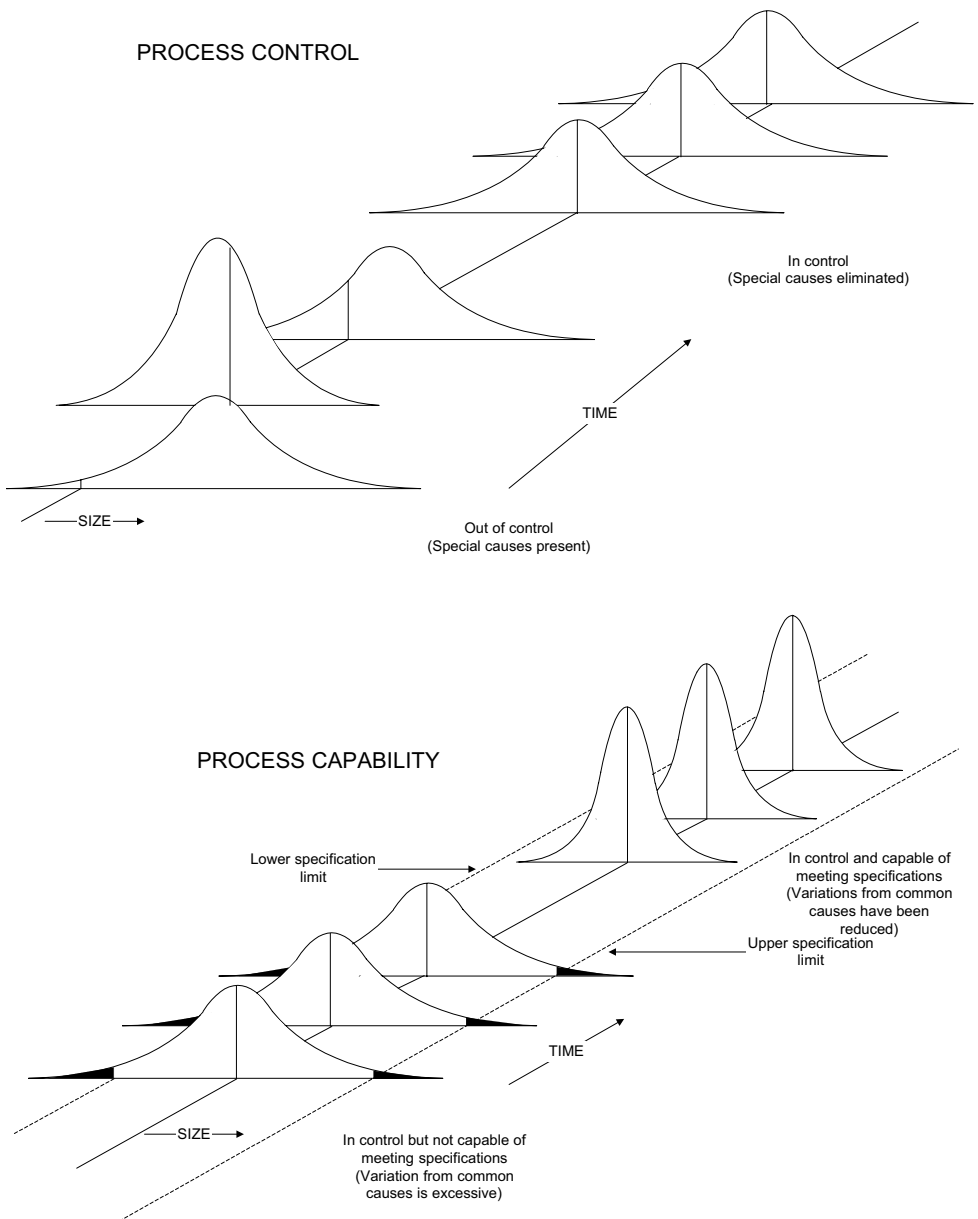 PROCESS CONTROL
In control
(Special causes eliminated)
TIME
SIZE
Out of control
(Special causes present)
PROCESS CAPABILITY
Lower specification
limit
In control and capable of
meeting specifications
(Variations from common
causes have been
reduced)
Upper specification
limit
TIME
SIZE
In control but not capable of
meeting specifications
(Variation from common
causes is excessive)